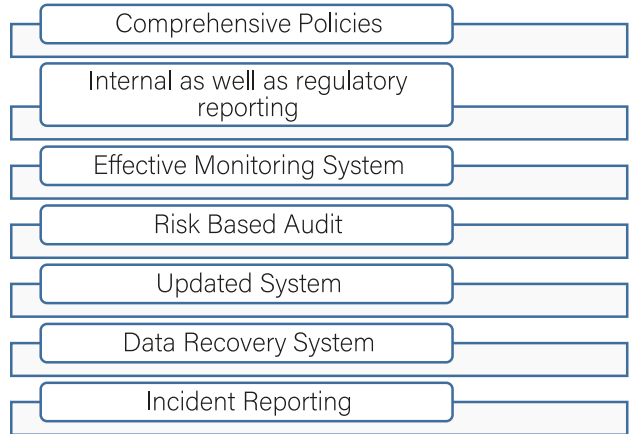 Comprehensive Policies
Internal as well as regulatory
reporting
Effective Monitoring System
Risk Based Audit
Updated System
Data Recovery System
Incident Reporting